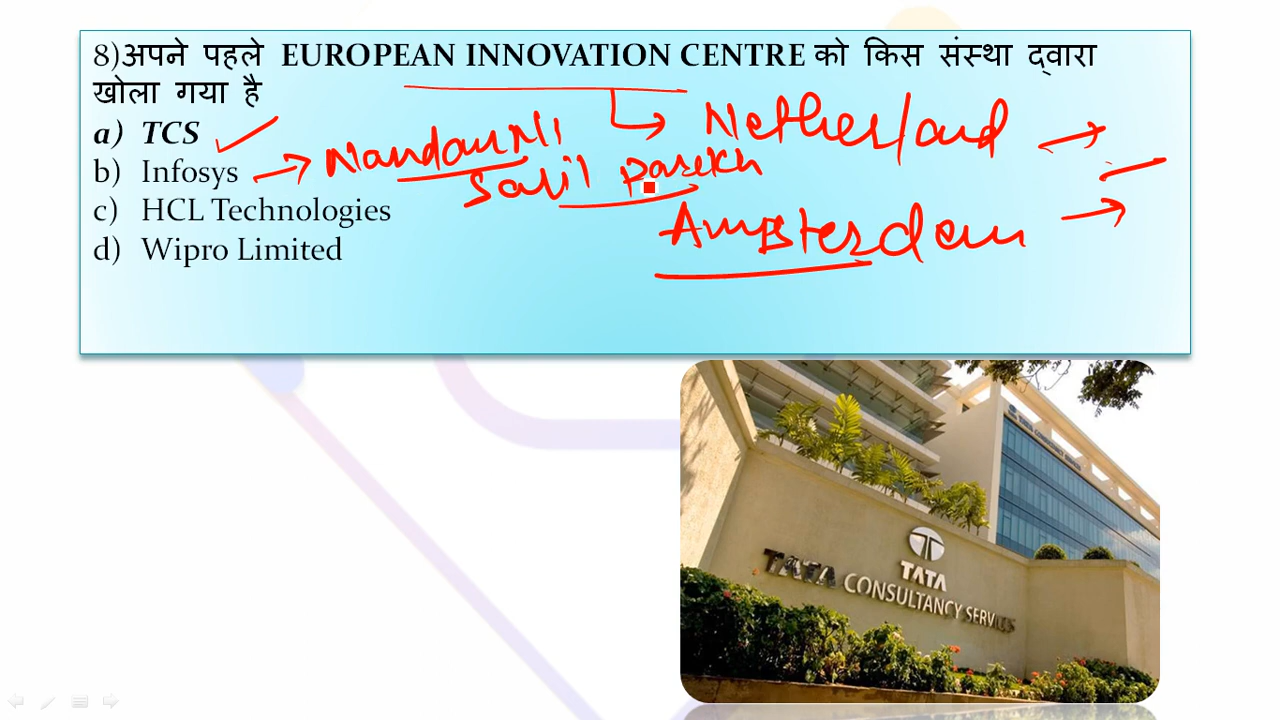 8)अपने पहले EUROPEAN INNOVATION CENTRE को किस संस्था द्वारा
खोला गया है
a) TCS
b) Infosys
c) HCL Technologies
d) Wipro Limited
Netherland
Salil parekh
Amsterdam
TATA
TATA CONSULTANCY SERVICES